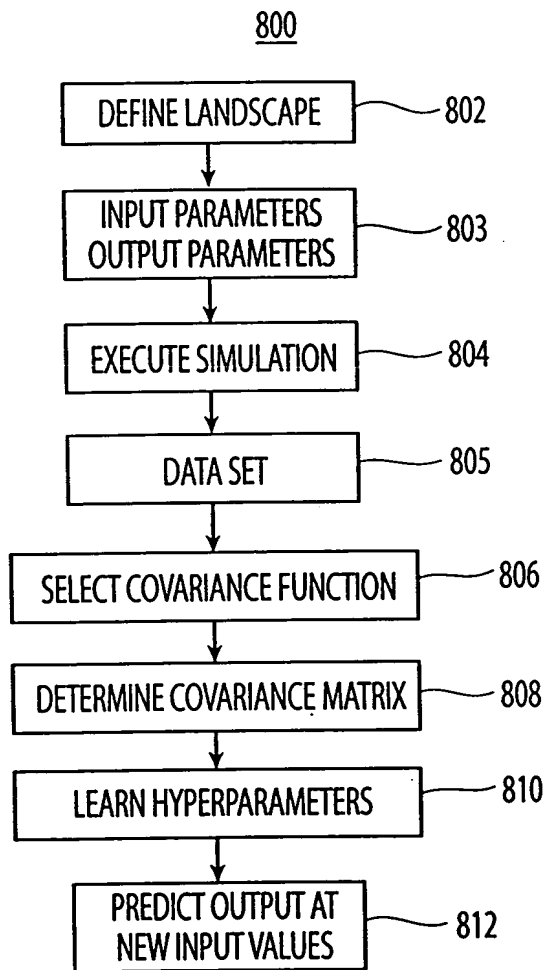 800
DEFINE LANDSCAPE
802
INPUT PARAMETERS
OUTPUT PARAMETERS
803
EXECUTE SIMULATION
804
DATA SET
805
SELECT COVARIANCE FUNCTION
806
DETERMINE COVARIANCE MATRIX
808
LEARN HYPERPARAMETERS
810
PREDICT OUTPUT AT
NEW INPUT VALUES
812